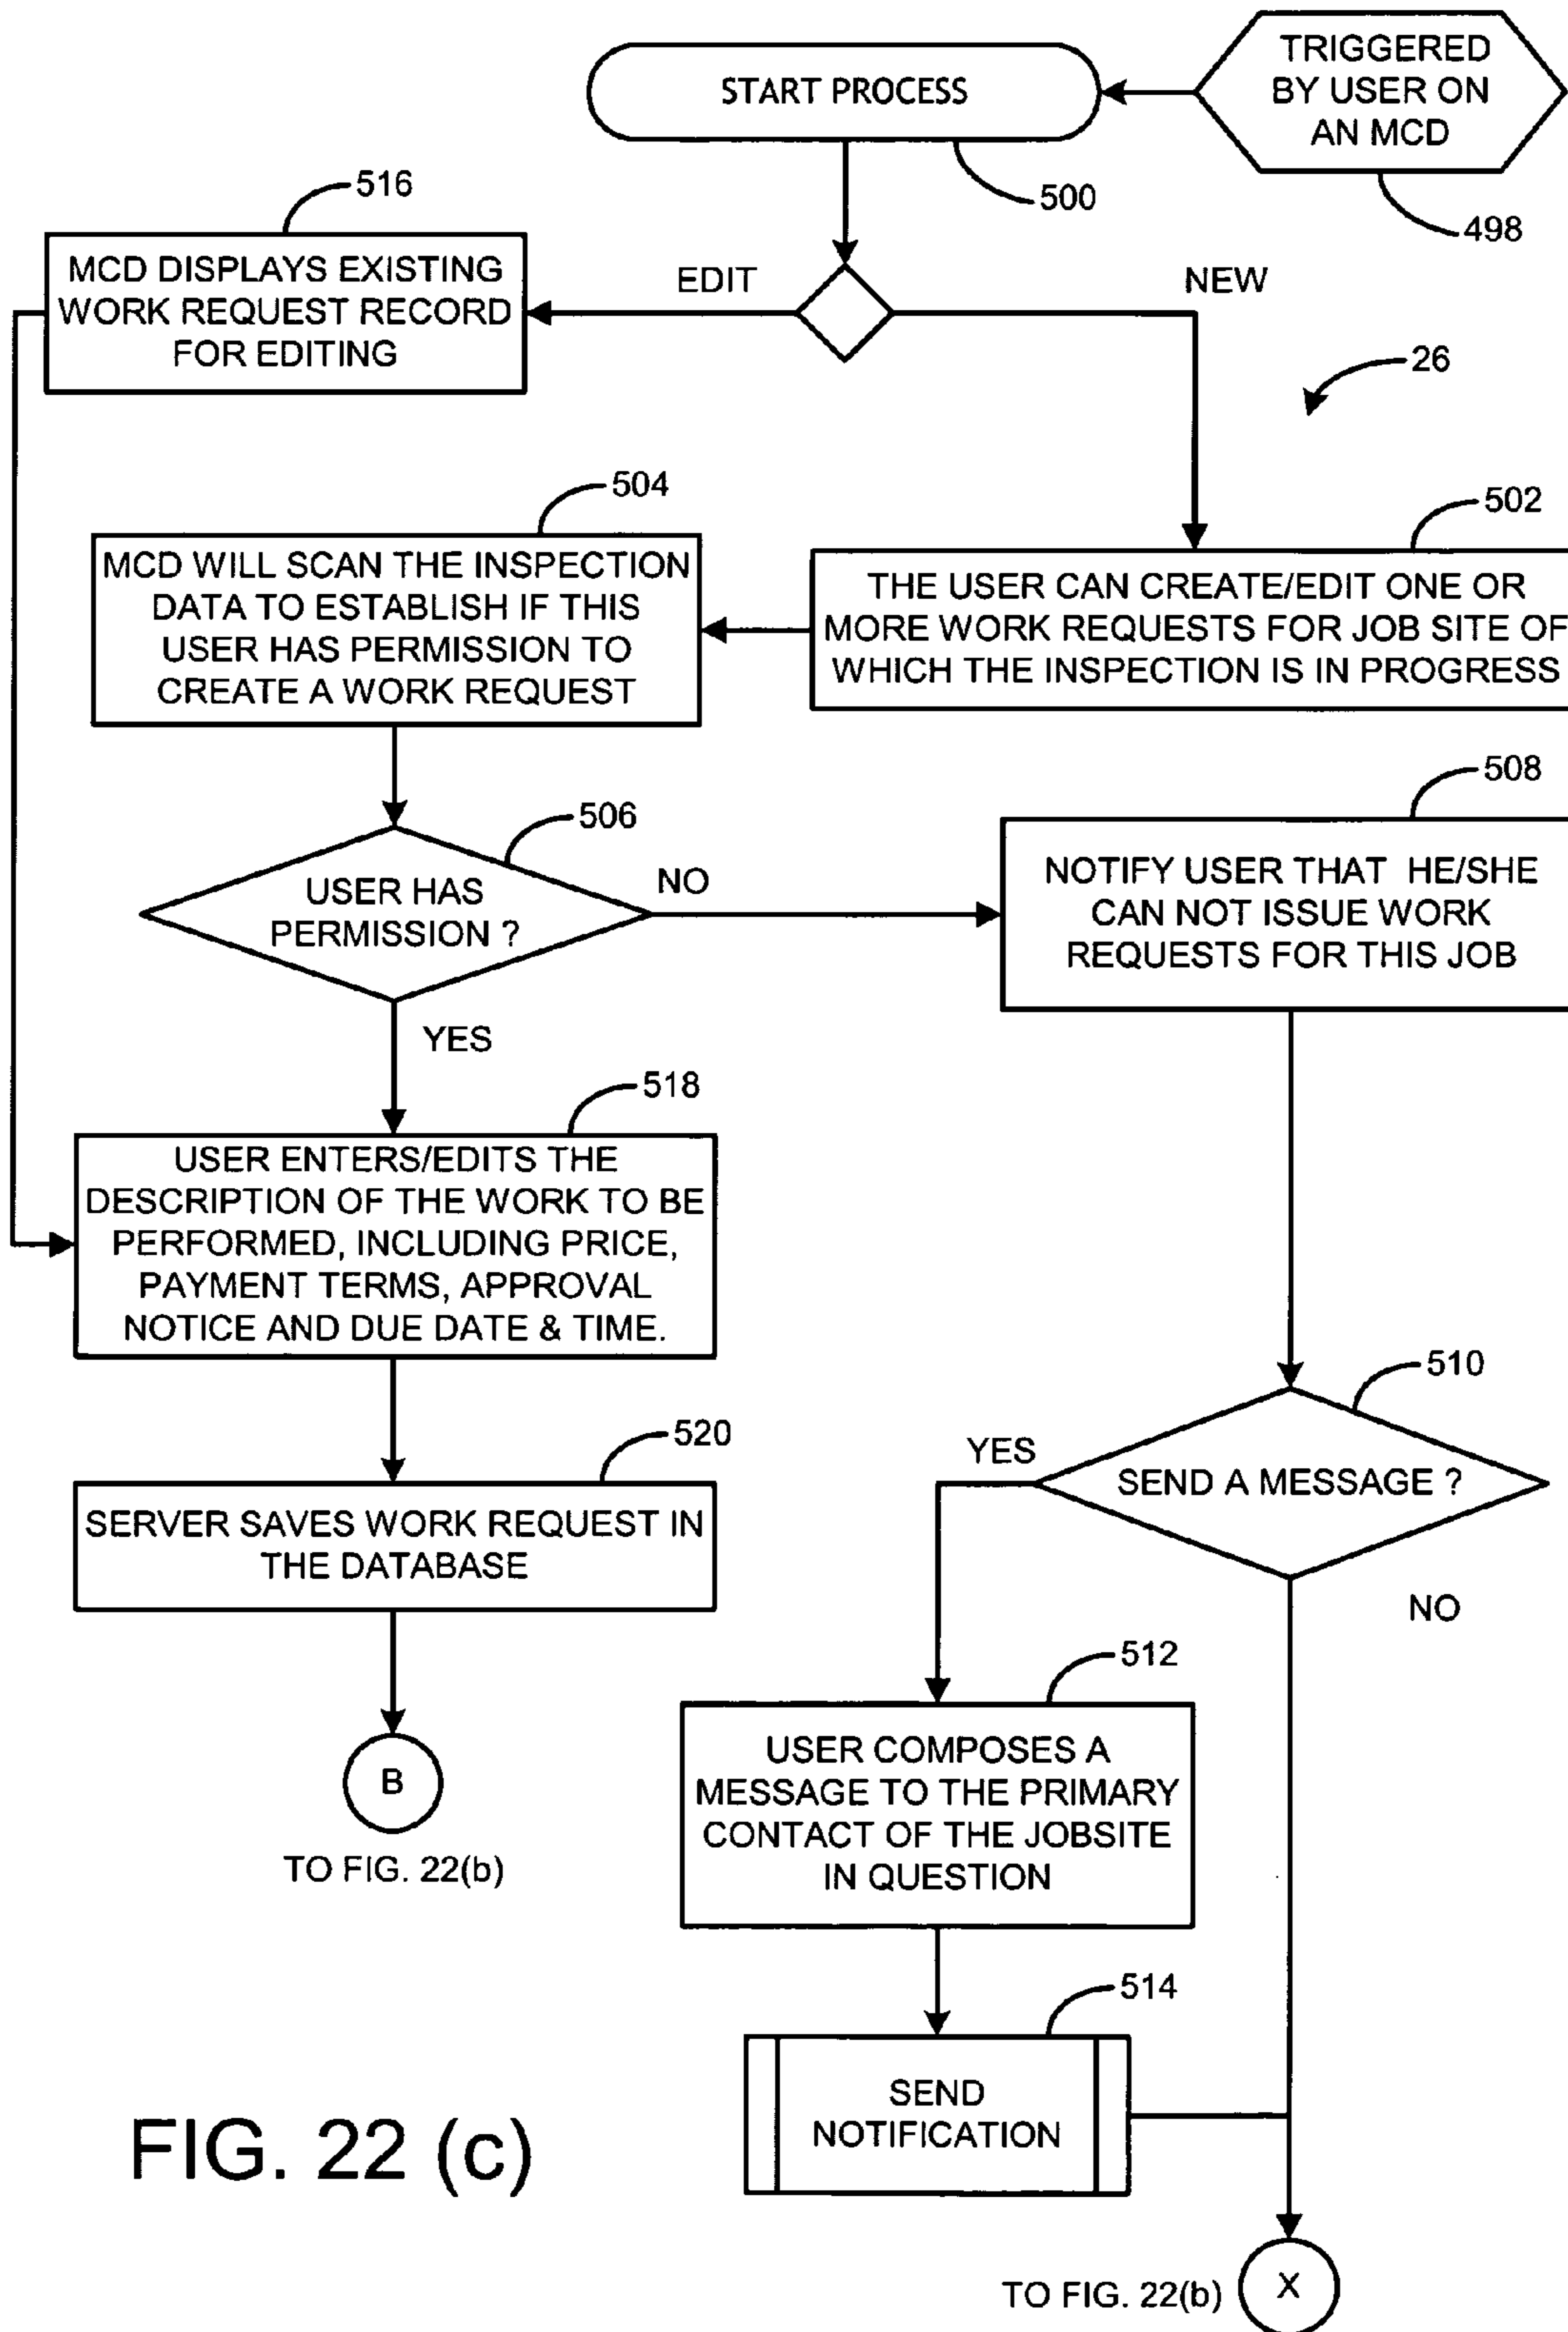 START PROCESS
TRIGGERED
BY USER ON
AN MCD
500
498
516
MCD DISPLAYS EXISTING
WORK REQUEST RECORD
FOR EDITING
EDIT
NEW
26
504
MCD WILL SCAN THE INSPECTION
DATA TO ESTABLISH IF THIS
USER HAS PERMISSION TO
CREATE A WORK REQUEST
502
THE USER CAN CREATE/EDIT ONE OR
MORE WORK REQUESTS FOR JOB SITE OF
WHICH THE INSPECTION IS IN PROGRESS
506
USER HAS
PERMISSION ?
NO
508
NOTIFY USER THAT HE/SHE
CAN NOT ISSUE WORK
REQUESTS FOR THIS JOB
YES
518
USER ENTERS/EDITS THE
DESCRIPTION OF THE WORK TO BE
PERFORMED, INCLUDING PRICE,
PAYMENT TERMS, APPROVAL
NOTICE AND DUE DATE & TIME.
510
SEND A MESSAGE ?
YES
NO
520
SERVER SAVES WORK REQUEST IN
THE DATABASE
B
TO FIG. 22(b)
512
USER COMPOSES A
MESSAGE TO THE PRIMARY
CONTACT OF THE JOBSITE
IN QUESTION
514
SEND
NOTIFICATION
FIG. 22 (c)
TO FIG. 22(b)
X